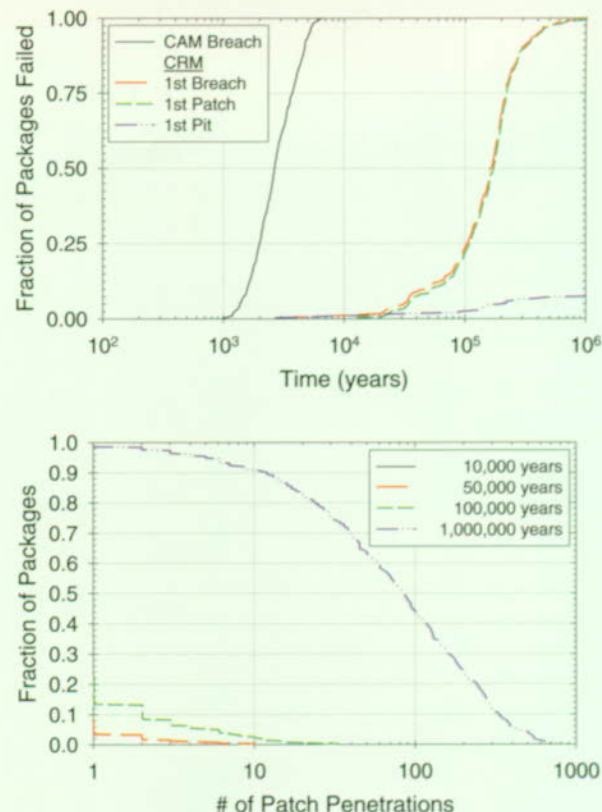 Fraction of Packages Failed
1.00
0.75
0.50
0.25
0.00
CAM Breach
CRM
1st Breach
1st Patch
1st Pit
10² 10³ 10⁴ 10⁵ 10⁶
Time (years)
Fraction of Packages
1.0
0.9
0.8
0.7
0.6
0.5
0.4
0.3
0.2
0.1
0.0
10,000 years
50,000 years
100,000 years
1,000,000 years
1 10 100 1000
# of Patch Penetrations